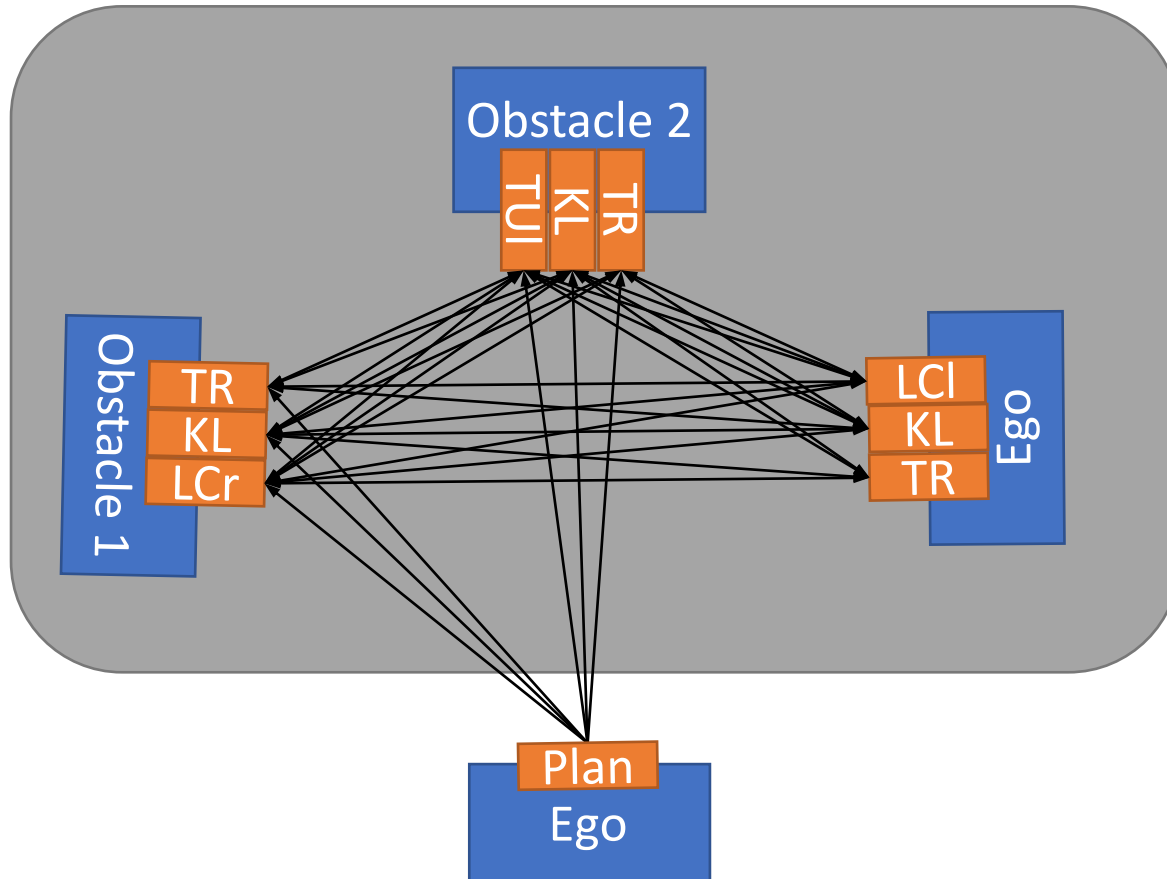 Obstacle 2
TUI
KL
TR
Obstacle 1
TR
KL
LCr
LCl
KL
TR
Ego
Plan
Ego